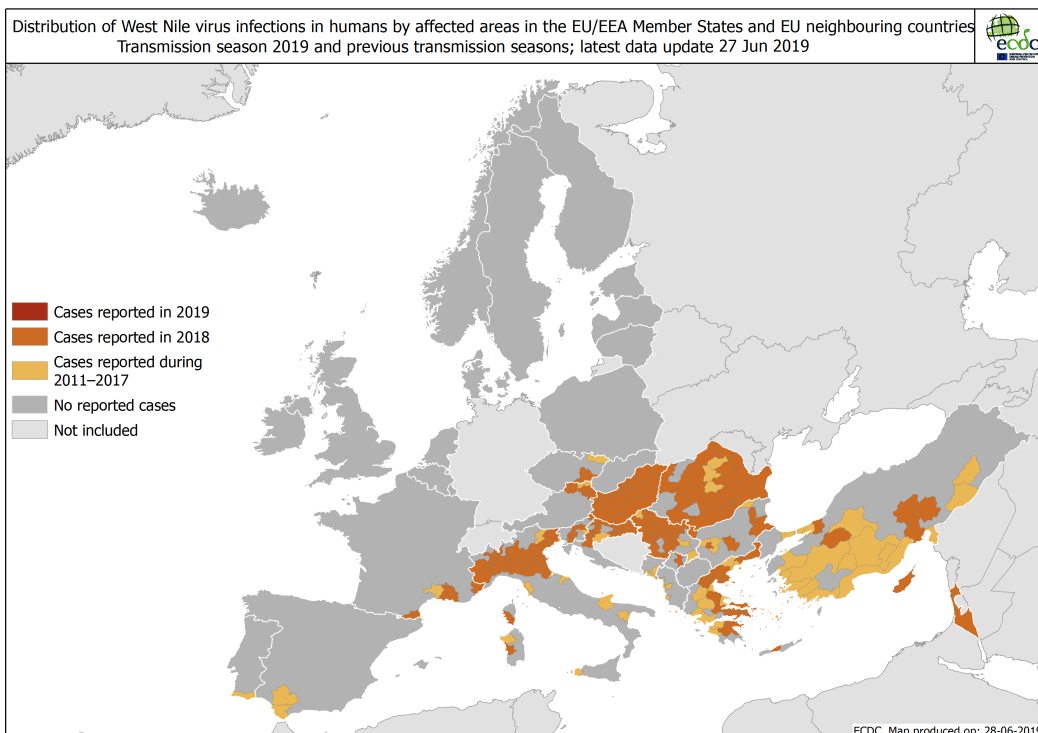 Distribution of West Nile virus infections in humans by affected areas in the EU/EEA Member States and EU neighbouring countries
Transmission season 2019 and previous transmission seasons; latest data update 27 Jun 2019
ecdc
Cases reported in 2019
Cases reported in 2018
Cases reported during
2011–2017
No reported cases
Not included
ECDC. Map produced on: 28-06-2019